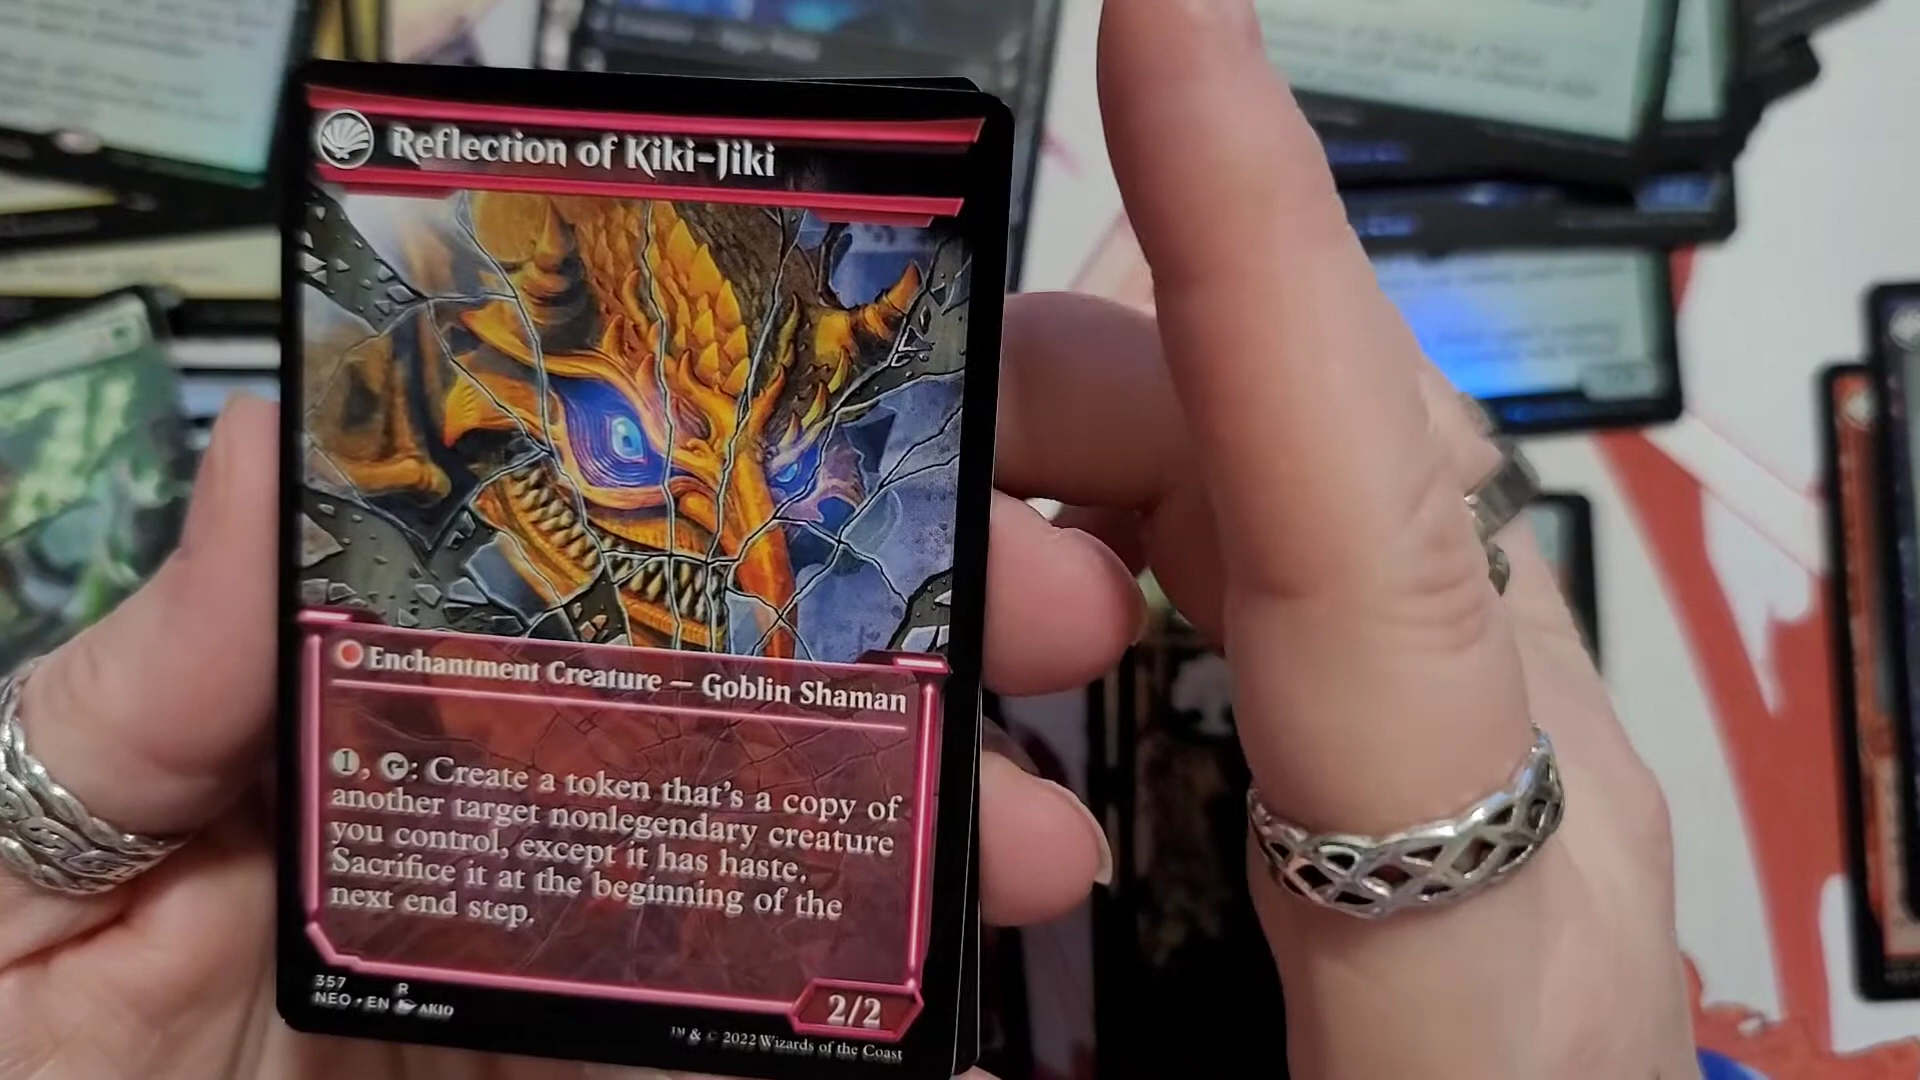 Reflection of Kiki-Jiki
Enchantment Creature — Goblin Shaman
1, : Create a token that's a copy of
another target nonlegendary creature
you control, except it has haste.
Sacrifice it at the beginning of the
next end step.
2/2
357 R
NEO • EN AKIO
™ & © 2022 Wizards of the Coast